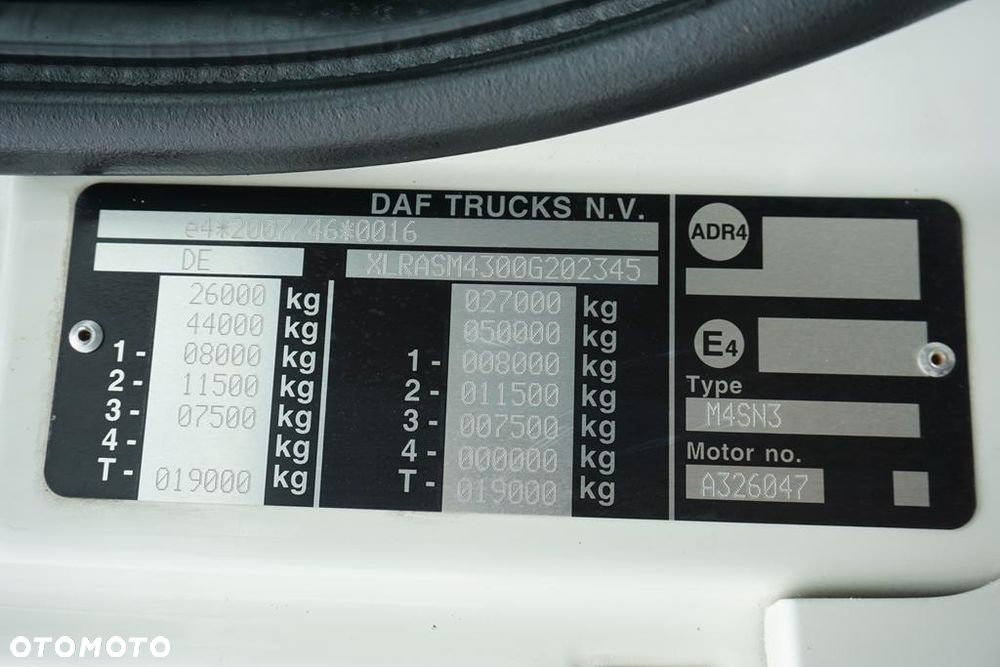 DAF TRUCKS N.V.
e4*2007/46*0016
DE XLRASM4300G202345
26000 kg 027000 kg
44000 kg 050000 kg
1- 08000 kg 1- 008000 kg
2- 11500 kg 2- 011500 kg
3- 07500 kg 3- 007500 kg
4- kg 4- 000000 kg
T- 019000 kg T- 019000 kg
ADR4
E4
Type
M4SN3
Motor no.
A326047
OTOMOTO